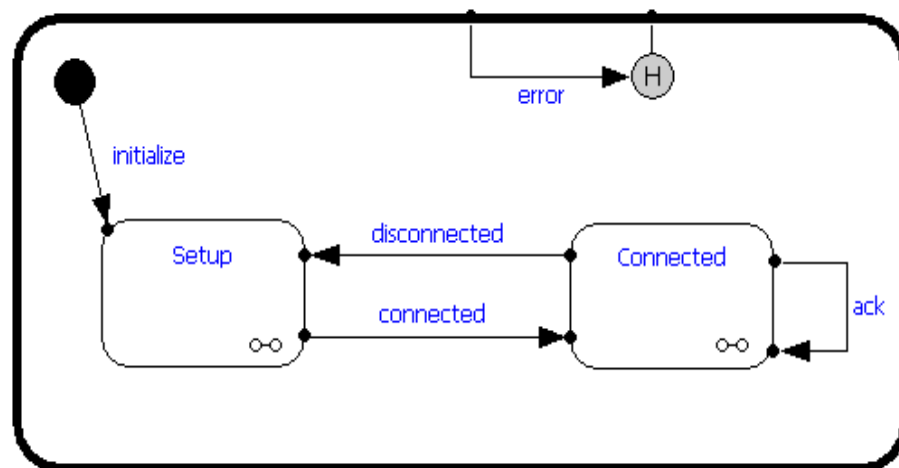 H
error
initialize
disconnected
Setup
Connected
connected
ack